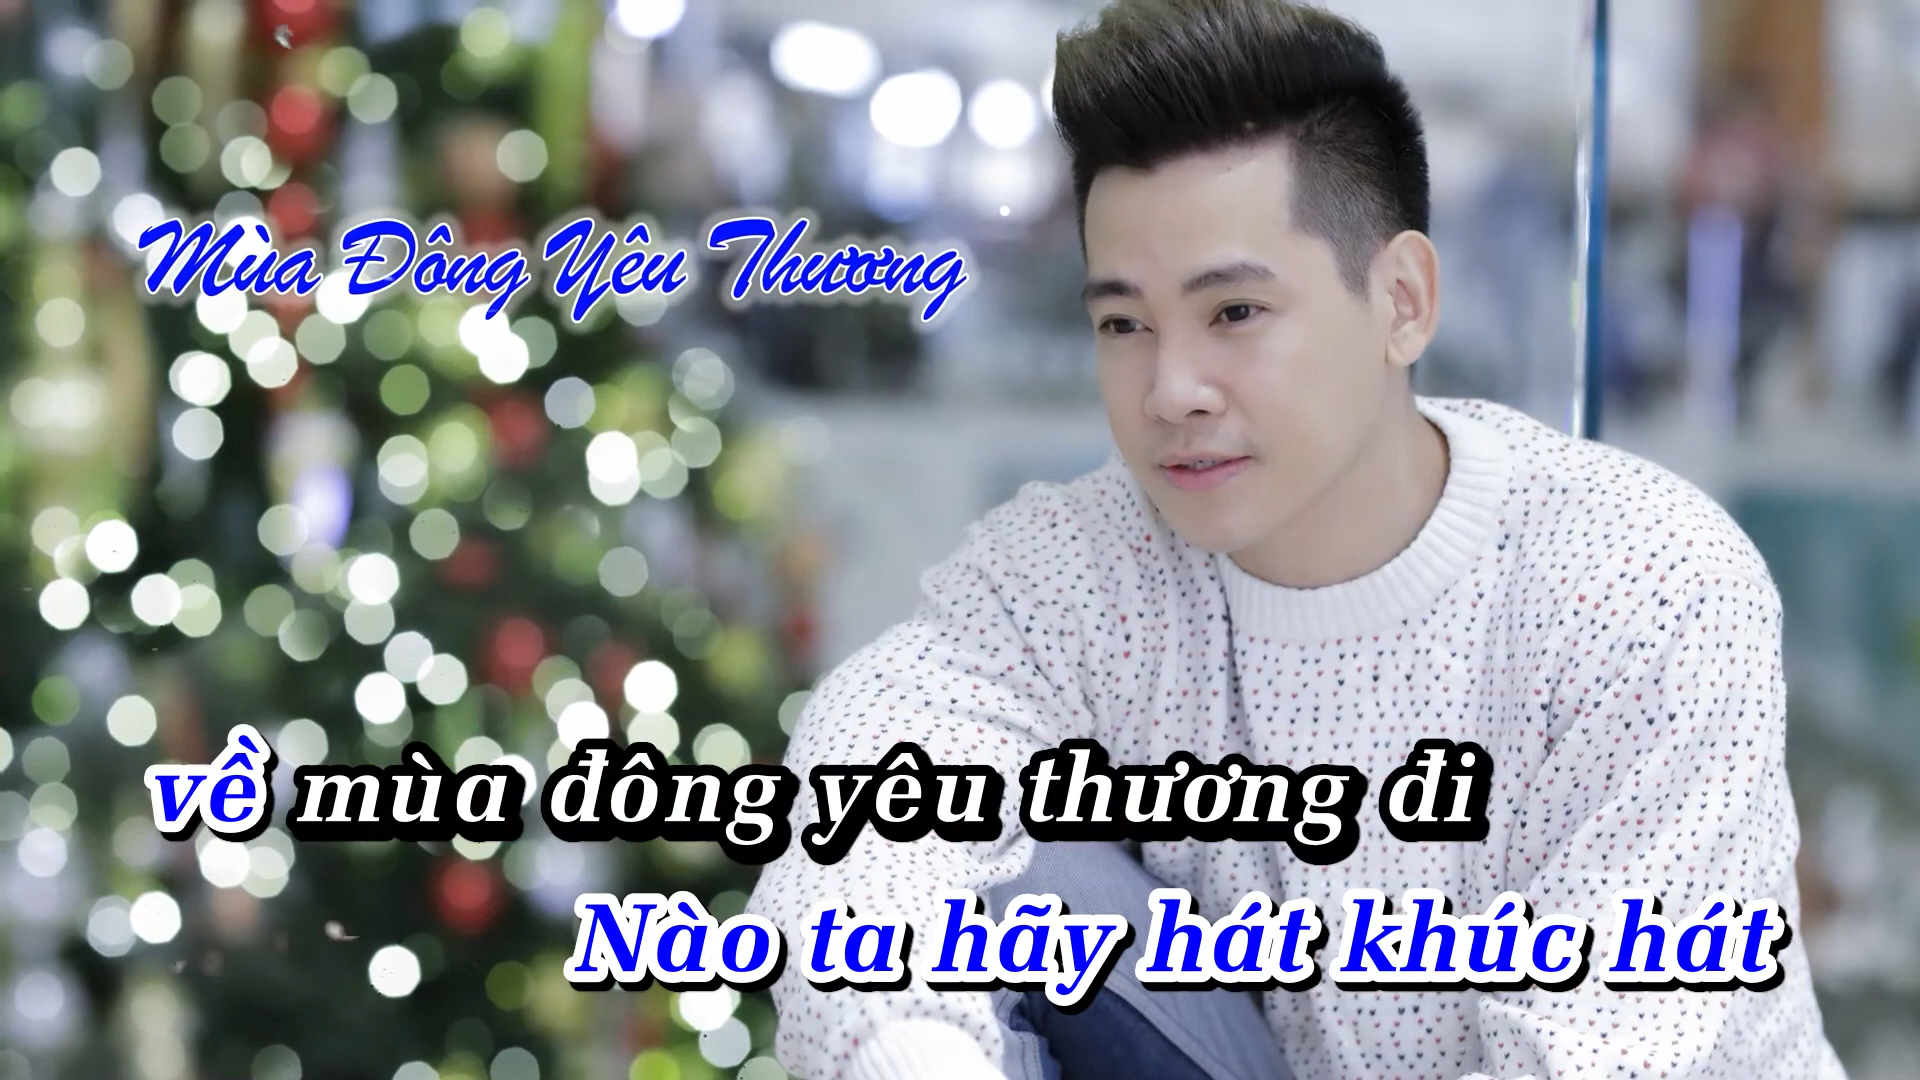 Mùa Đông Yêu Thương
về mùa đông yêu thương đi
Nào ta hãy hát khúc hát